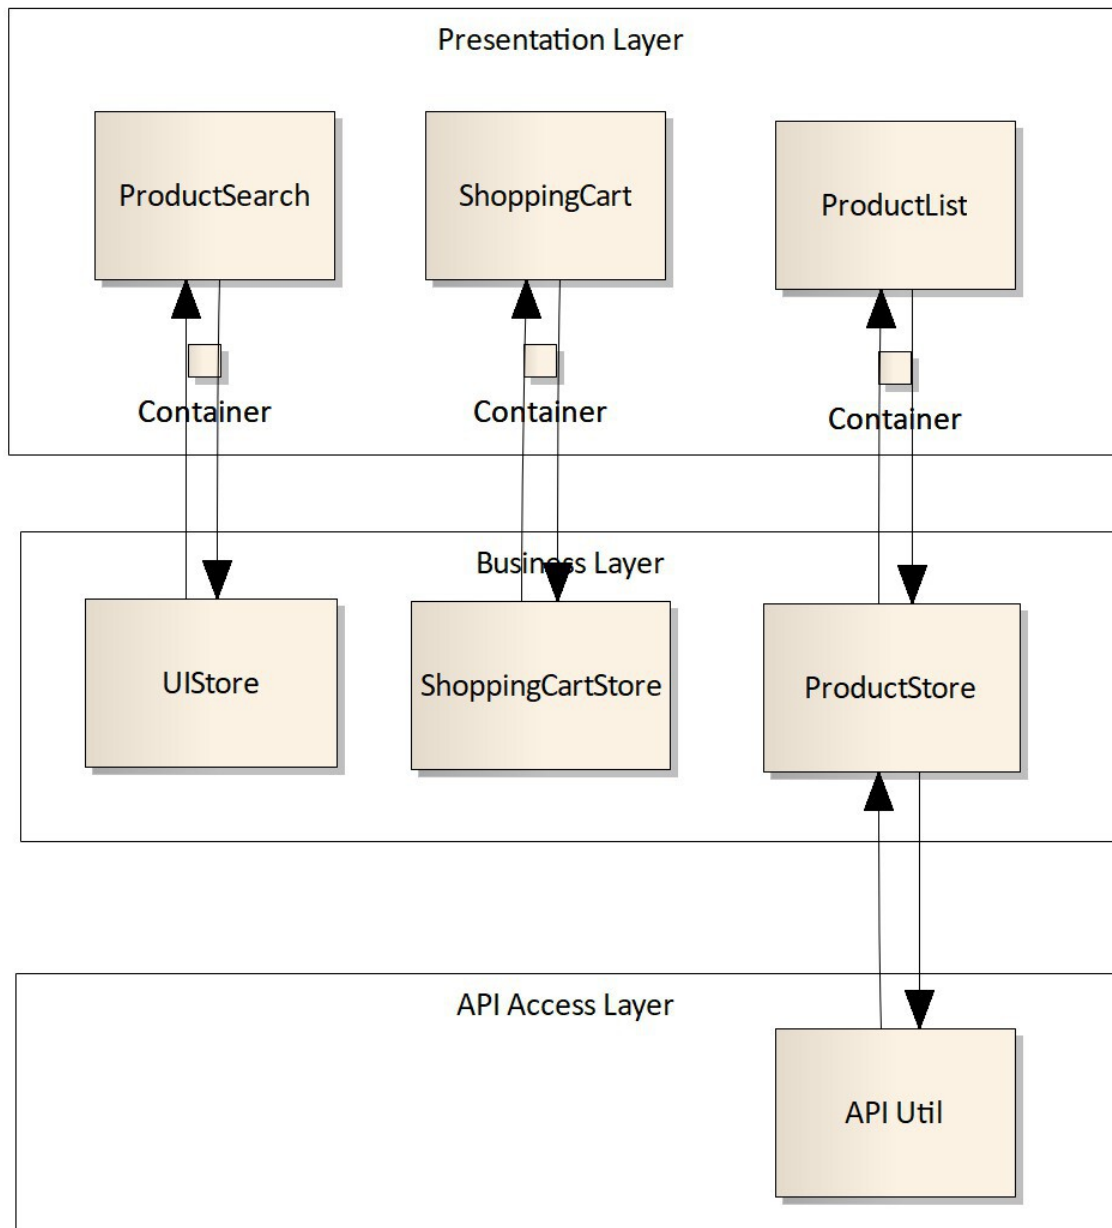 Presentation Layer
ProductSearch
ShoppingCart
ProductList
Container
Container
Container
Business Layer
UIStore
ShoppingCartStore
ProductStore
API Access Layer
API Util